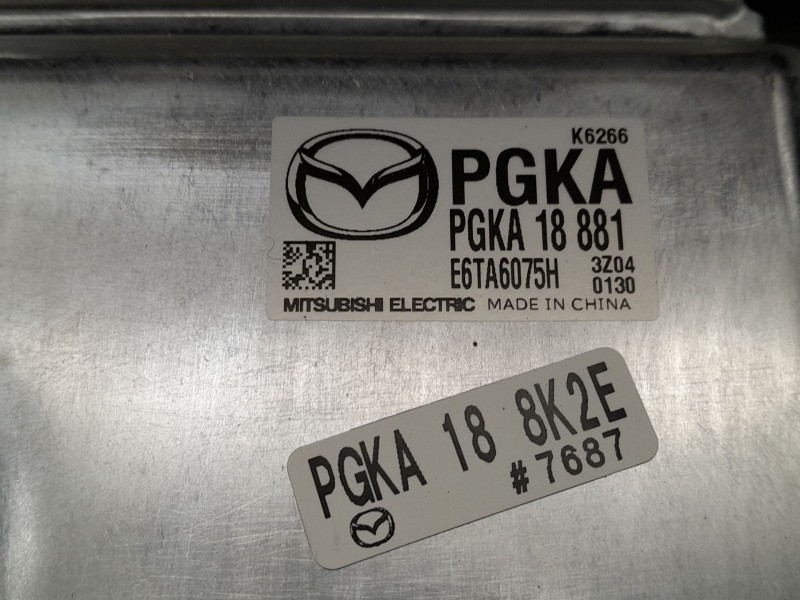 K6266
PGKA
PGKA 18 881
E6TA6075H 3Z04
0130
MITSUBISHI ELECTRIC MADE IN CHINA
PGKA 18 8K2E
#7687